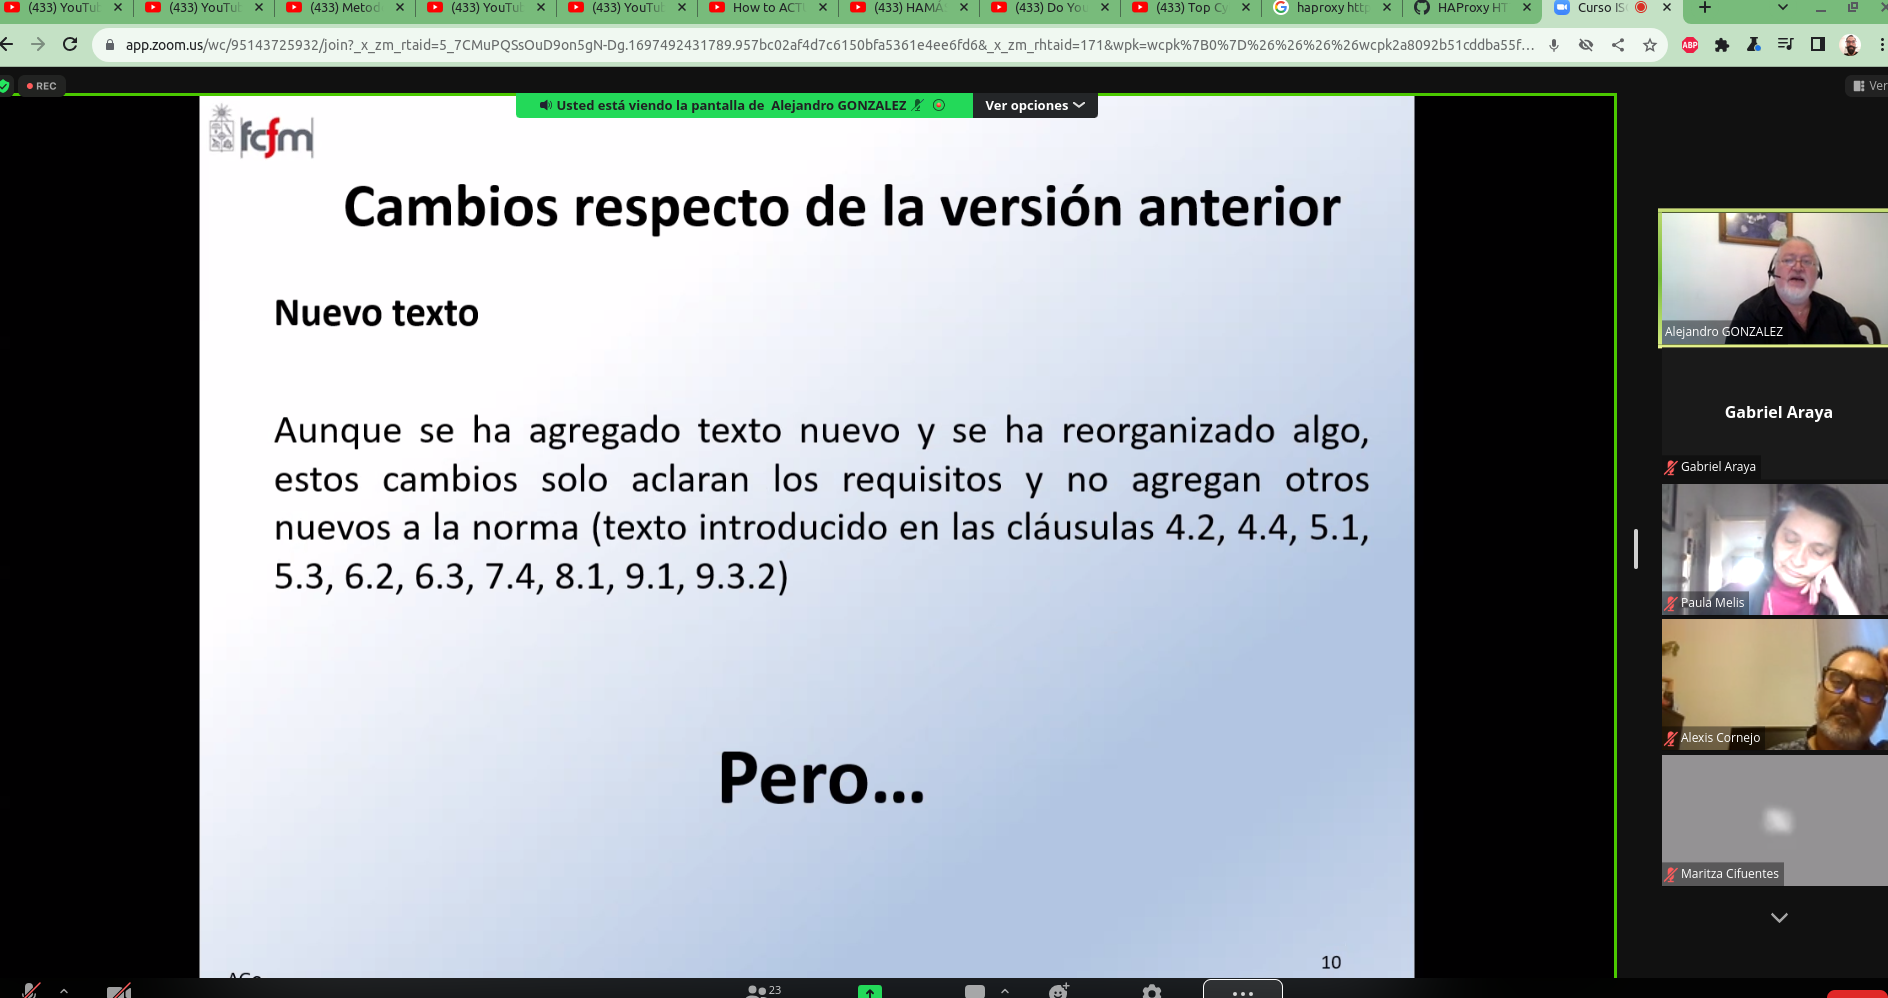 (433) YouTu
(433) YouTu
(433) Metod
(433) YouTu
(433) YouTu
How to ACT
(433) HAMÁ
(433) Do You
(433) Top Cy
haproxy http
HAProxy HT
Curso IS
app.zoom.us/wc/95143725932/join?_x_zm_rtaid=5_7CMuPQSsOuD9on5gN-Dg.1697492431789.957bc02af4d7c6150bfa5361e4ee6fd6&_x_zm_rhtaid=171&wpk=wcpk%7B0%7D%26%26%26%26wcpk2a8092b51cddba55f...
ABP
REC
Usted está viendo la pantalla de Alejandro GONZALEZ
Ver opciones
Ver
fcfm
Cambios respecto de la versión anterior
Nuevo texto
Aunque se ha agregado texto nuevo y se ha reorganizado algo,
estos cambios solo aclaran los requisitos y no agregan otros
nuevos a la norma (texto introducido en las cláusulas 4.2, 4.4, 5.1,
5.3, 6.2, 6.3, 7.4, 8.1, 9.1, 9.3.2)
Pero...
10
Alejandro GONZALEZ
Gabriel Araya
Gabriel Araya
Paula Melis
Alexis Cornejo
Maritza Cifuentes
23